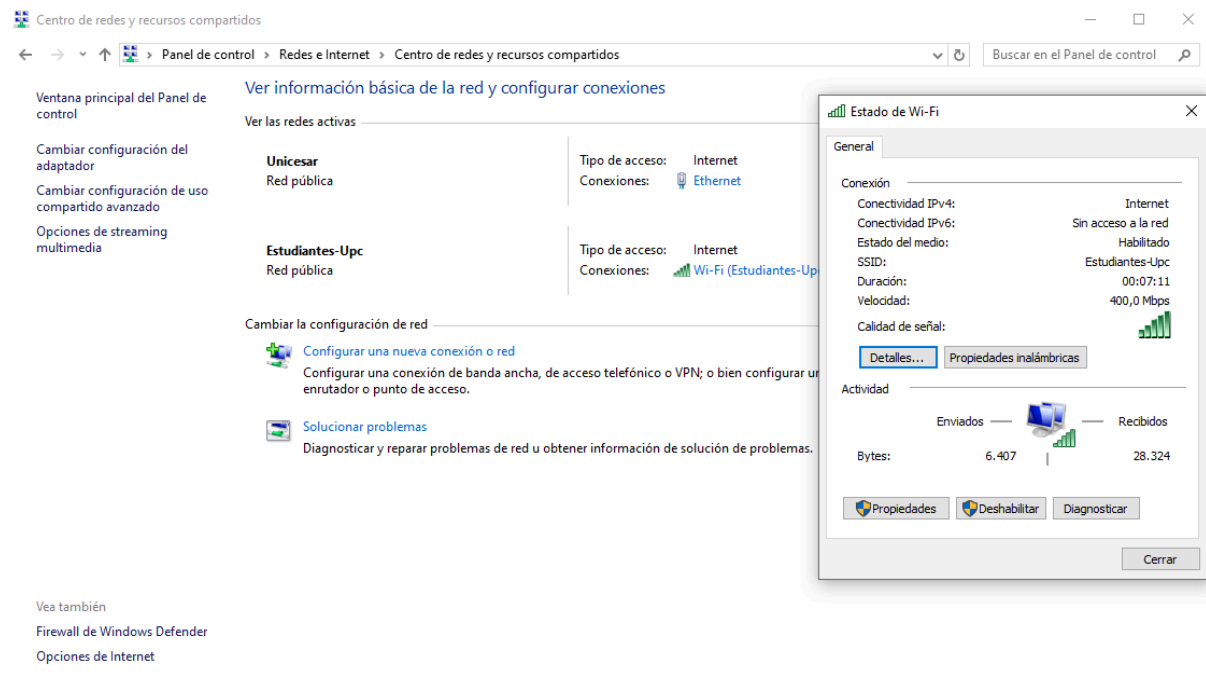 Centro de redes y recursos compartidos
Panel de control > Redes e Internet > Centro de redes y recursos compartidos
Buscar en el Panel de control
Ventana principal del Panel de
control
Cambiar configuración del
adaptador
Cambiar configuración de uso
compartido avanzado
Opciones de streaming
multimedia
Vea también
Firewall de Windows Defender
Opciones de Internet
Ver información básica de la red y configurar conexiones
Ver las redes activas
Unicesar
Red pública
Tipo de acceso: Internet
Conexiones: Ethernet
Estudiantes-Upc
Red pública
Tipo de acceso: Internet
Conexiones: Wi-Fi (Estudiantes-Up
Cambiar la configuración de red
Configurar una nueva conexión o red
Configurar una conexión de banda ancha, de acceso telefónico o VPN; o bien configurar un
enrutador o punto de acceso.
Solucionar problemas
Diagnosticar y reparar problemas de red u obtener información de solución de problemas.
Estado de Wi-Fi
General
Conexión
Conectividad IPv4: Internet
Conectividad IPv6: Sin acceso a la red
Estado del medio: Habilitado
SSID: Estudiantes-Upc
Duración: 00:07:11
Velocidad: 400,0 Mbps
Calidad de señal:
Detalles... Propiedades inalámbricas
Actividad
Enviados — Recibidos
Bytes: 6.407 | 28.324
Propiedades Deshabilitar Diagnosticar
Cerrar